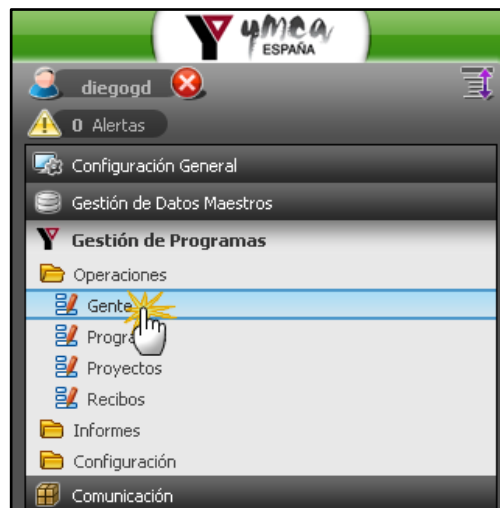 ymca
ESPAÑA
diegogd
0 Alertas
Configuración General
Gestión de Datos Maestros
Gestión de Programas
Operaciones
Gente
Proyectos
Recibos
Informes
Configuración
Comunicación